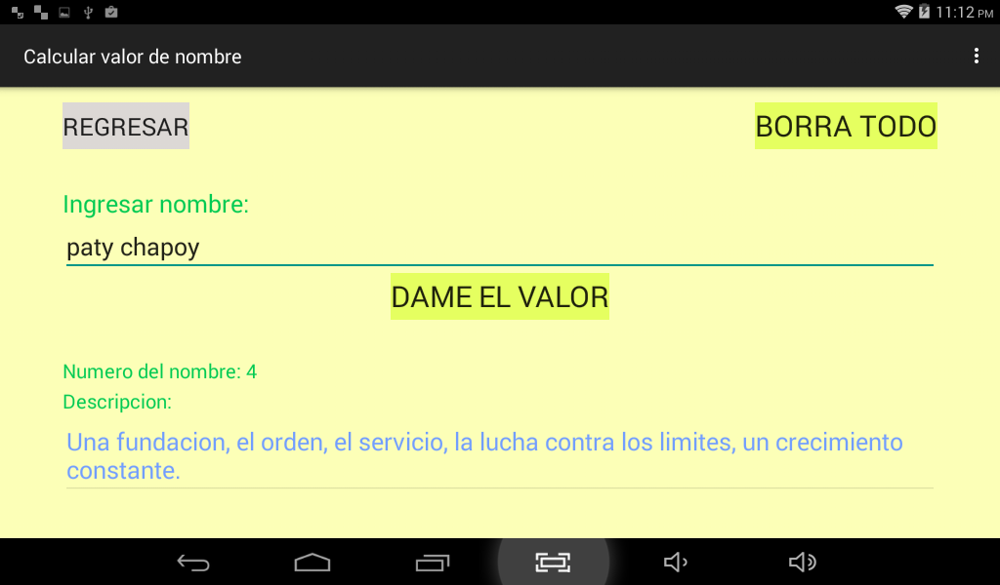 11:12 PM
Calcular valor de nombre
REGRESAR
BORRA TODO
Ingresar nombre:
paty chapoy
DAME EL VALOR
Numero del nombre: 4
Descripcion:
Una fundacion, el orden, el servicio, la lucha contra los limites, un crecimiento
constante.